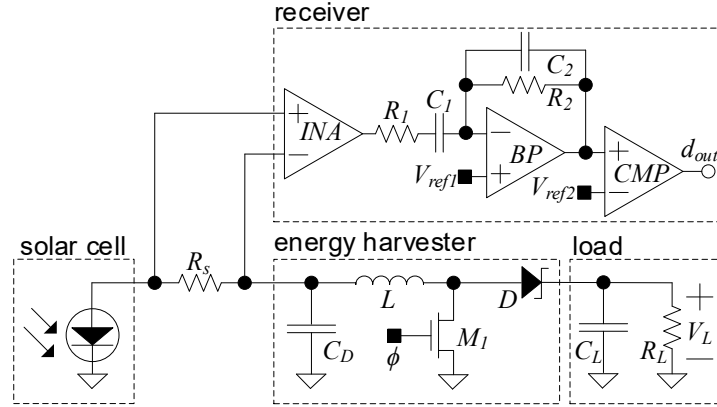 receiver
INA
+
−
R1
C1
C2
R2
−
BP
+
Vref1
+
CMP
−
Vref2
dout
solar cell
Rs
energy harvester
L
D
CD
ϕ
M1
load
CL
RL
+
VL
−